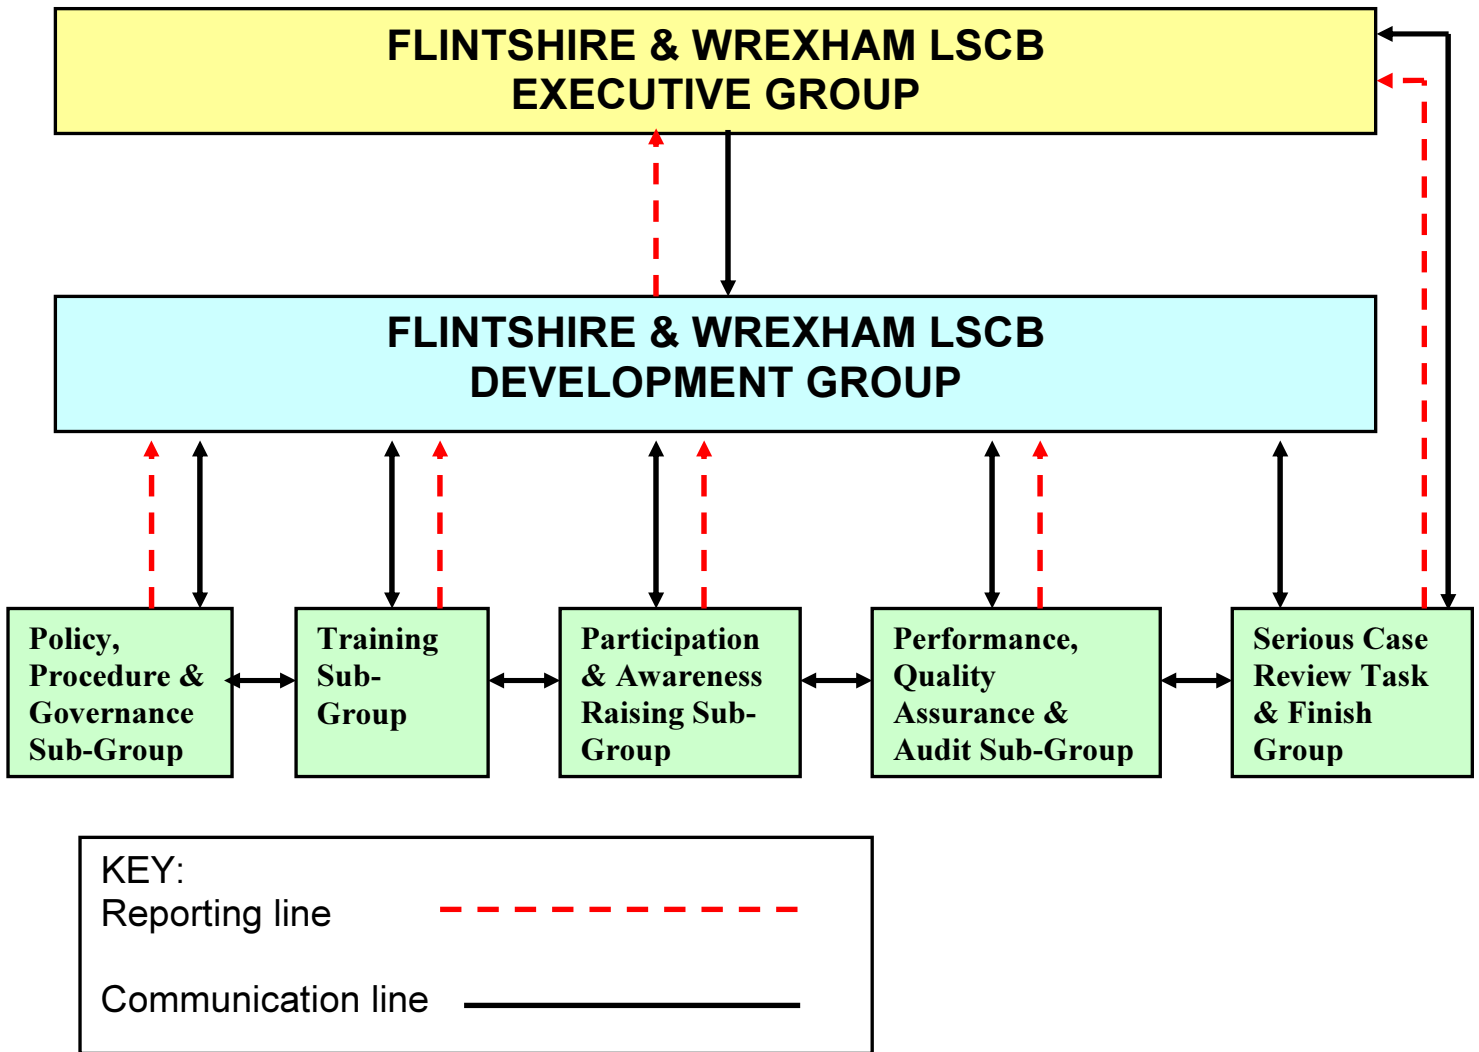 FLINTSHIRE & WREXHAM LSCB
EXECUTIVE GROUP
FLINTSHIRE & WREXHAM LSCB
DEVELOPMENT GROUP
Policy,
Procedure &
Governance
Sub-Group
Training
Sub-
Group
Participation
& Awareness
Raising Sub-
Group
Performance,
Quality
Assurance &
Audit Sub-Group
Serious Case
Review Task
& Finish
Group
KEY:
Reporting line
Communication line